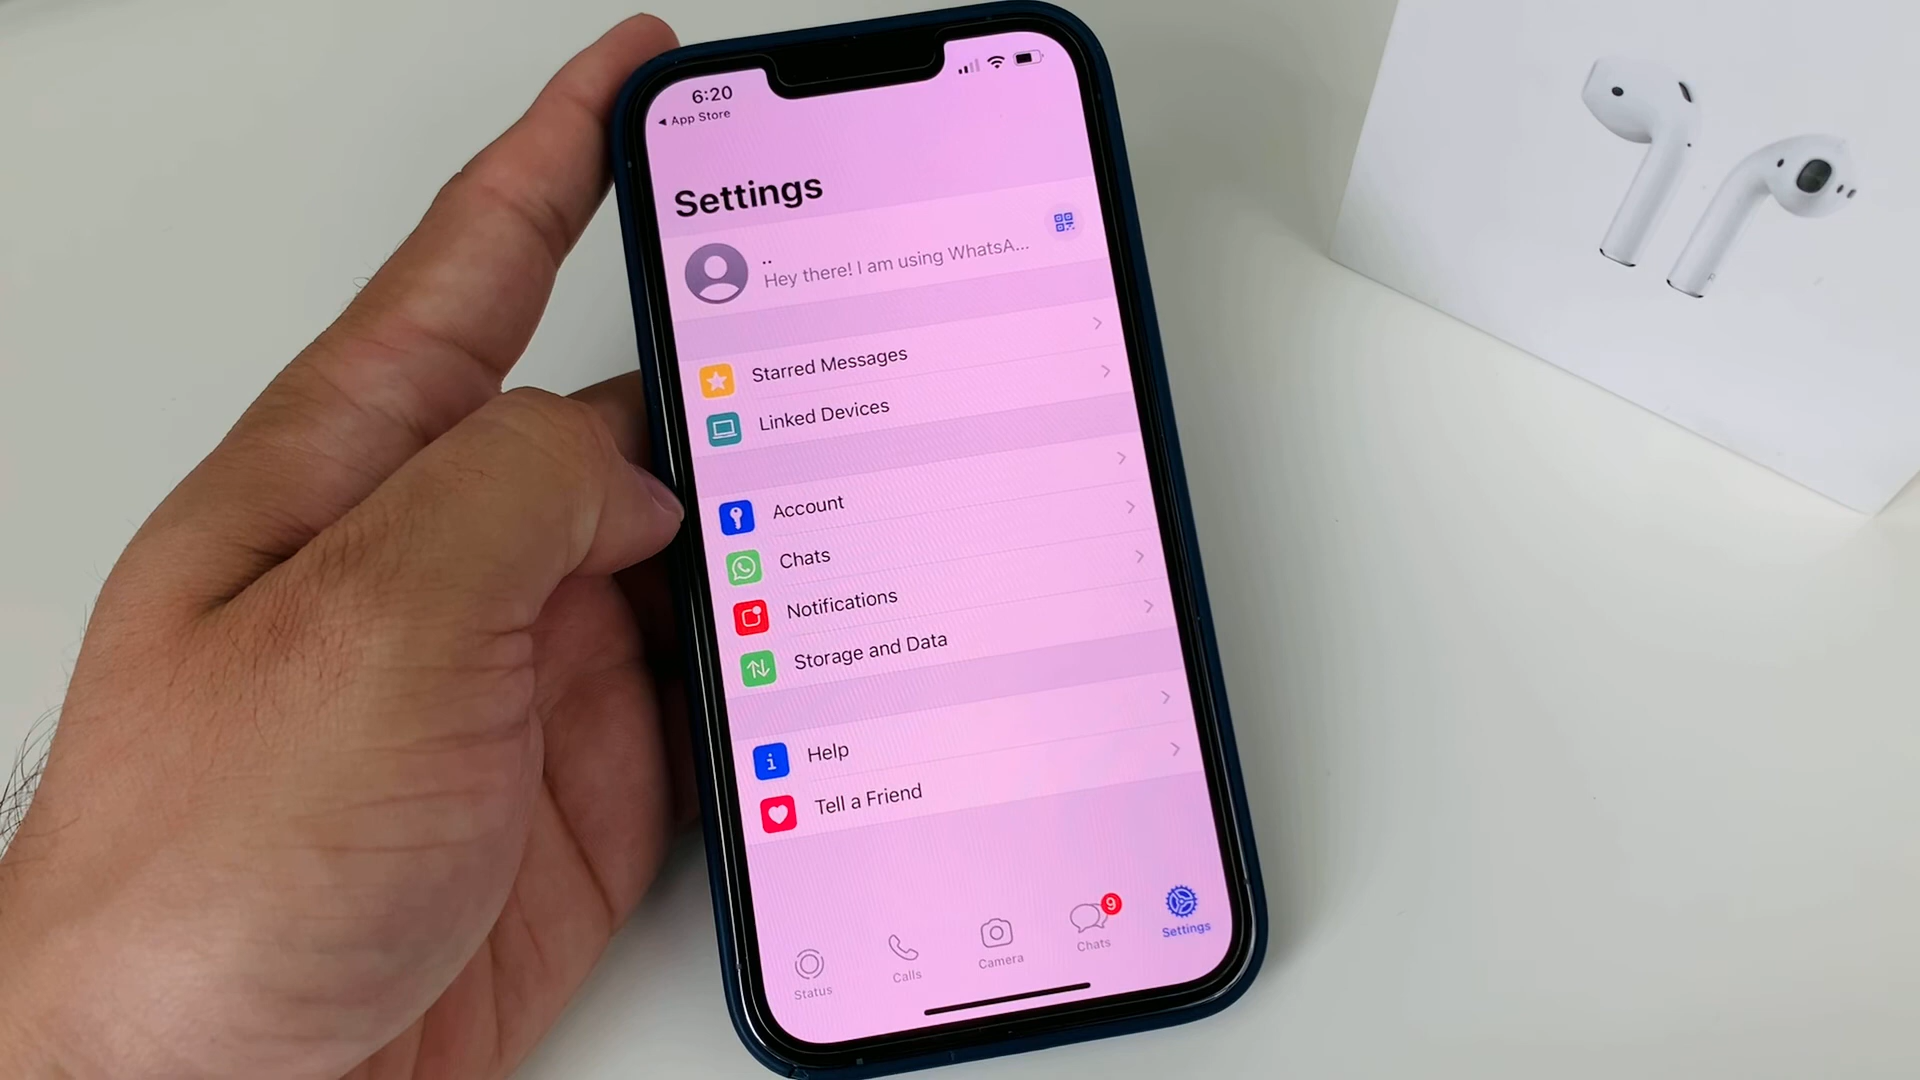 6:20
◂ App Store
Settings
..
Hey there! I am using WhatsA...
Starred Messages
Linked Devices
Account
Chats
Notifications
Storage and Data
Help
Tell a Friend
Status
Calls
Camera
Chats
9
Settings